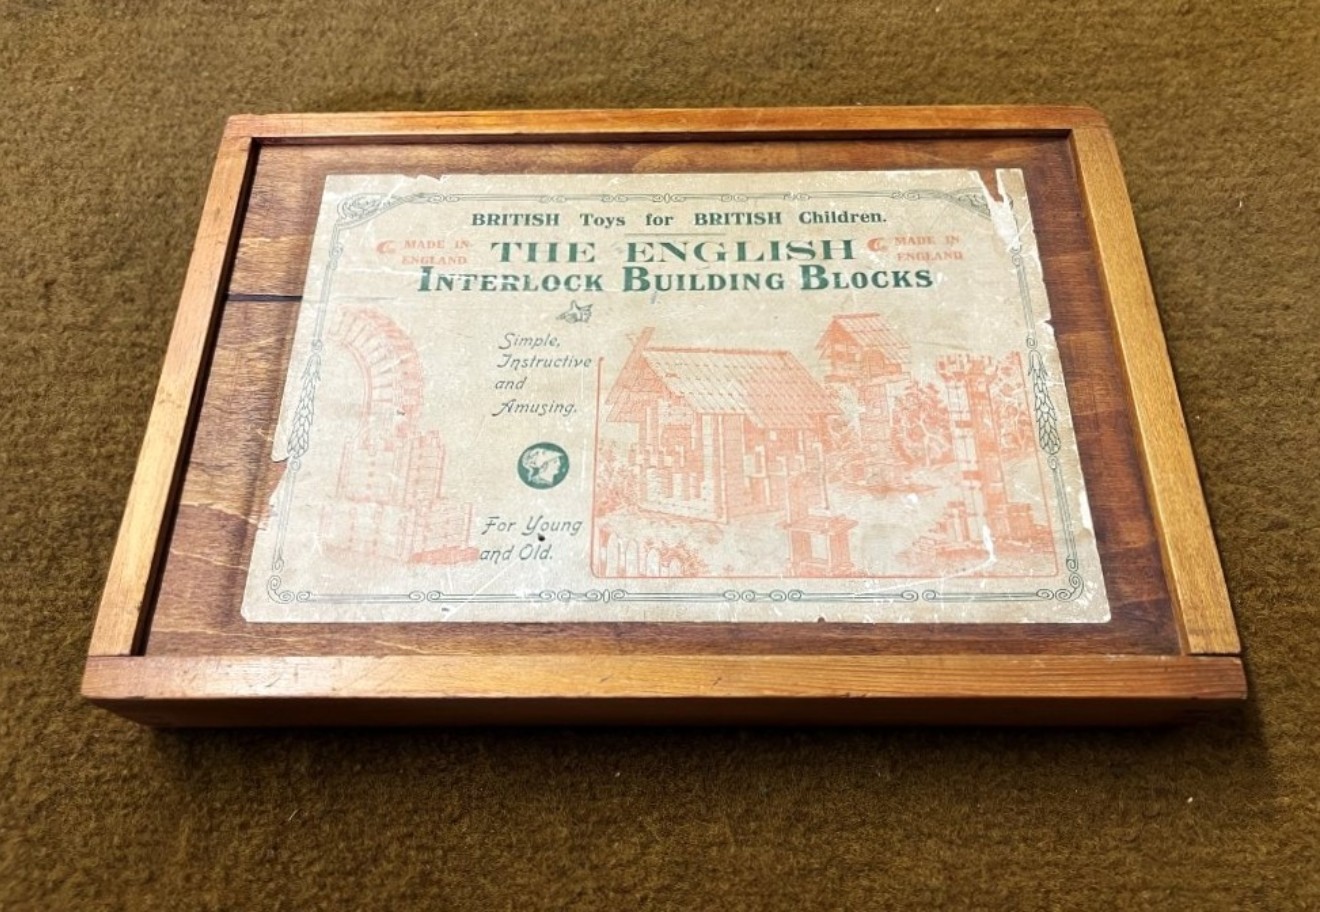 BRITISH Toys for BRITISH Children.
MADE IN ENGLAND
THE ENGLISH
MADE IN ENGLAND
INTERLOCK BUILDING BLOCKS
Simple,
Instructive
and
Amusing.
For Young
and Old.